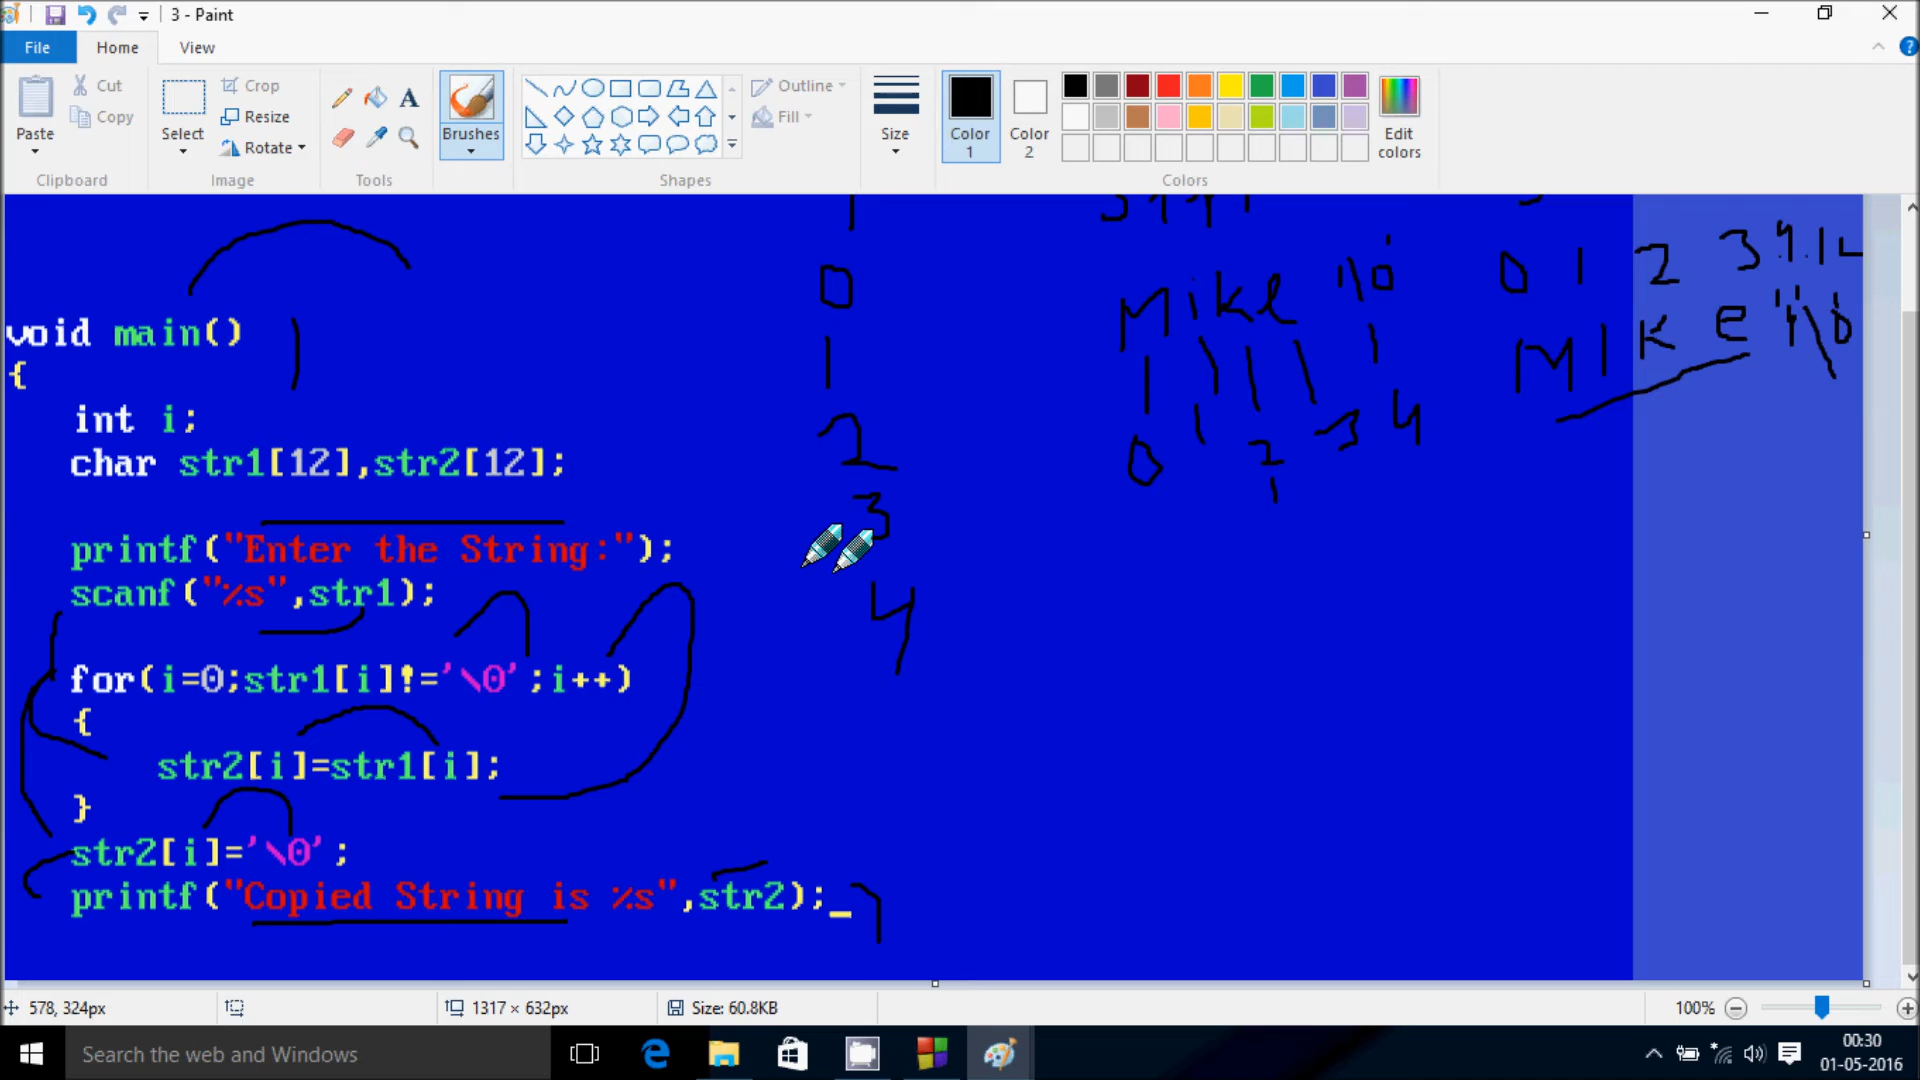 3 - Paint
File Home View
Paste Cut Copy Select Crop Resize Rotate Brushes Outline Fill Size Color 1 Color 2 Edit colors
Clipboard Image Tools Shapes Colors
void main()
{
int i;
char str1[12],str2[12];
printf("Enter the String:");
scanf("%s",str1);
for(i=0;str1[i]!='\0';i++)
{
str2[i]=str1[i];
}
str2[i]='\0';
printf("Copied String is %s",str2);_
0
1
2
3
4
Mike '\0'
0 1 2 3 4
0 1 2 3 4
MIKe '\0'
578, 324px 1317 × 632px Size: 60.8KB 100%
Search the web and Windows
00:30
01-05-2016